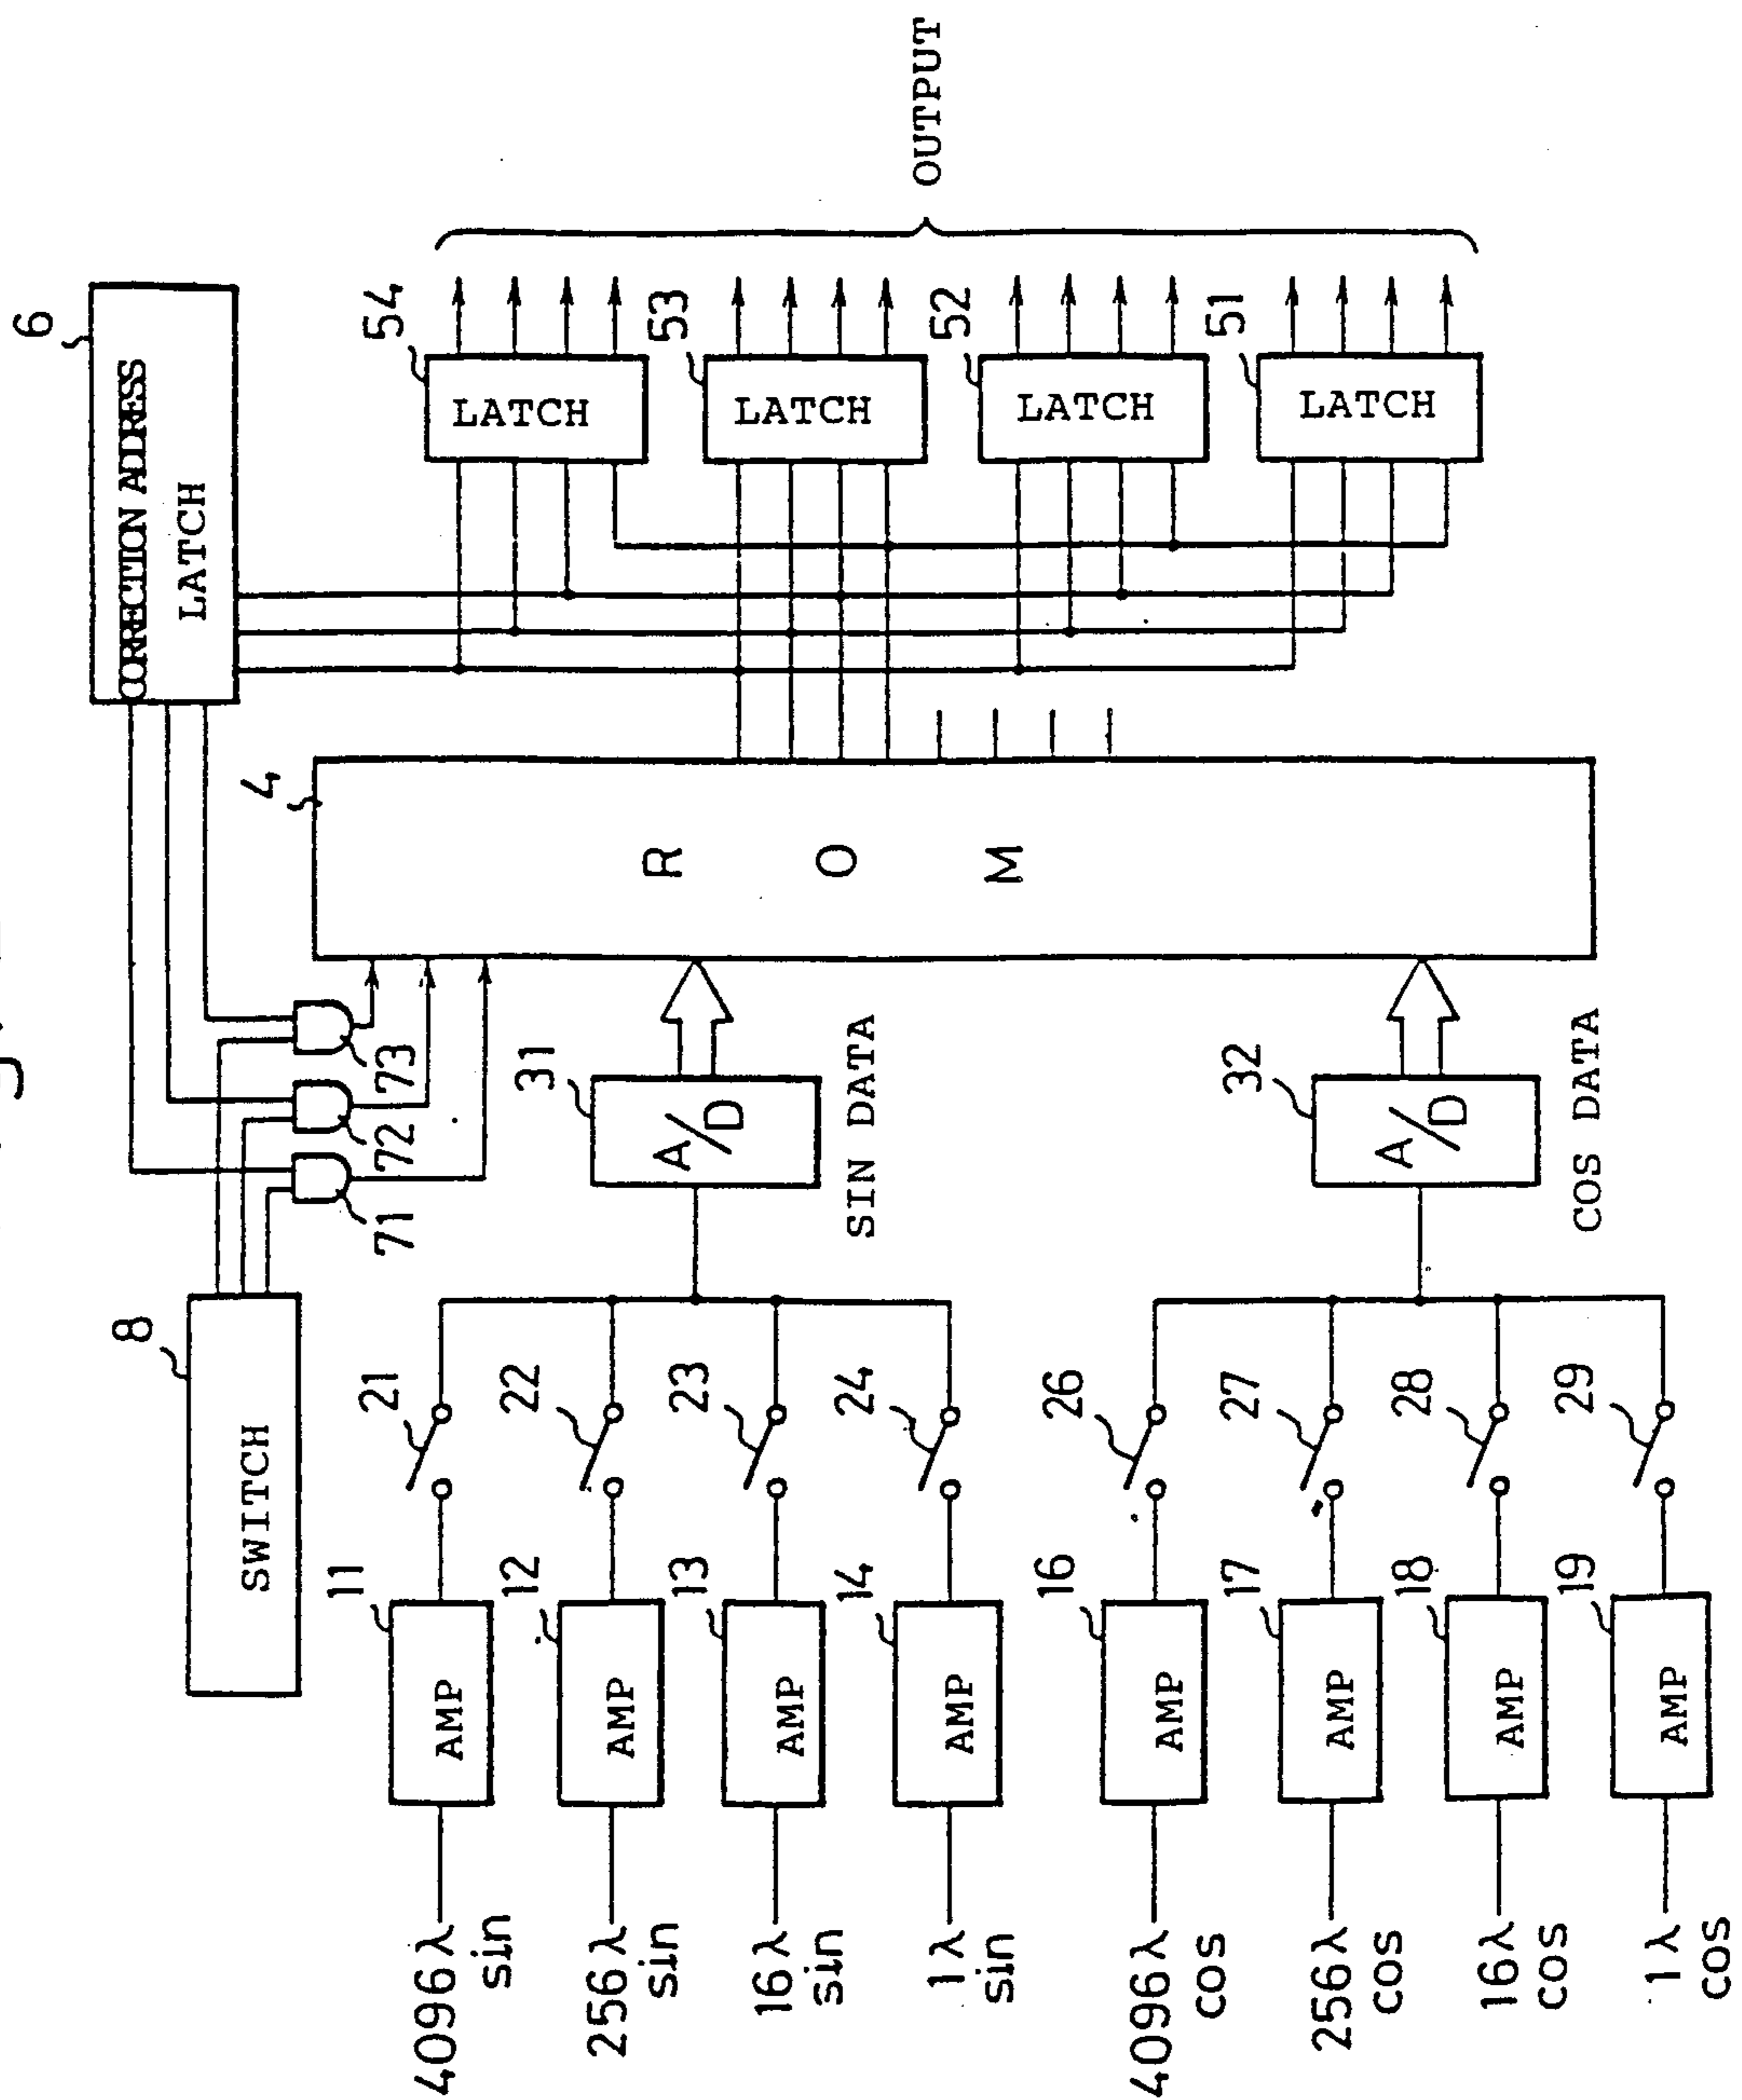 6
CORRECTION ADDRESS
LATCH
8
SWITCH
71
72
73
4
R O M
54
LATCH
53
LATCH
52
LATCH
51
LATCH
OUTPUT
4096λ
sin
11
AMP
21
256λ
sin
12
AMP
22
16λ
sin
13
AMP
23
1λ
sin
14
AMP
24
31
A/D
SIN DATA
4096λ
cos
16
AMP
26
256λ
cos
17
AMP
27
16λ
cos
18
AMP
28
1λ
cos
19
AMP
29
32
A/D
COS DATA